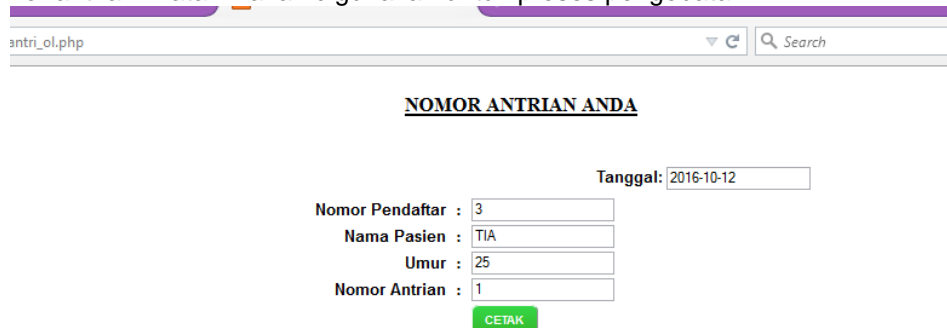 antri_ol.php
Search
NOMOR ANTRIAN ANDA
Tanggal: 2016-10-12
Nomor Pendaftar : 3
Nama Pasien : TIA
Umur : 25
Nomor Antrian : 1
CETAK